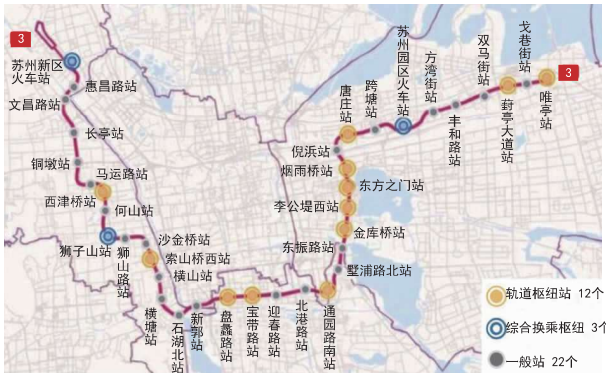 3
苏州新区
火车站
惠昌路站
文昌路站
长亭站
铜墩站
马运路站
西津桥站
何山站
狮子山站
狮山路站
沙金桥站
索山桥西站
横山站
横塘站
石湖北站
新郭站
盘蠡路站
宝带路站
迎春路站
北港路站
通园路南站
墅浦路北站
东振路站
金库桥站
李公堤西站
东方之门站
烟雨桥站
倪浜站
唐庄站
跨塘站
苏州园区火车站
方湾街站
丰和路站
双马街站
葑亭大道站
戈巷街站
唯亭站
3
轨道枢纽站 12个
综合换乘枢纽 3个
一般站 22个